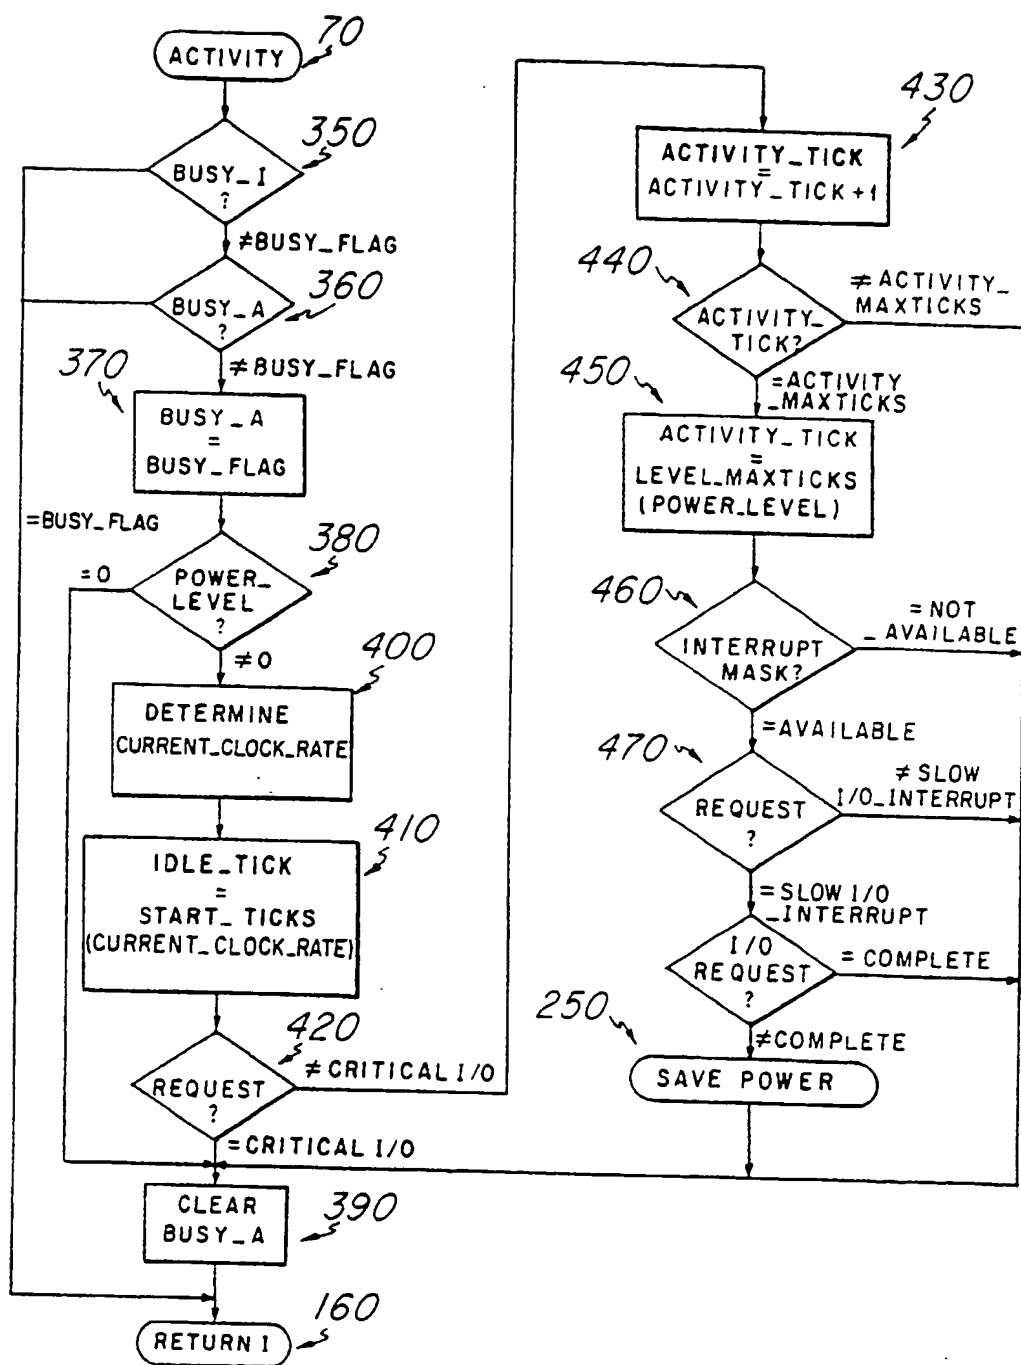 70
ACTIVITY
350
BUSY_I
?
≠BUSY_FLAG
360
BUSY_A
?
≠BUSY_FLAG
370
BUSY_A
=
BUSY_FLAG
=BUSY_FLAG
380
=0
POWER_
LEVEL
?
≠0
400
DETERMINE
CURRENT_CLOCK_RATE
410
IDLE_TICK
=
START_TICKS
(CURRENT_CLOCK_RATE)
420
≠CRITICAL I/O
REQUEST
?
=CRITICAL I/O
390
CLEAR
BUSY_A
160
RETURN I
430
ACTIVITY_TICK
=
ACTIVITY_TICK+1
440
≠ ACTIVITY_
MAXTICKS
ACTIVITY_
TICK?
450
=ACTIVITY
_MAXTICKS
ACTIVITY_TICK
=
LEVEL_MAXTICKS
(POWER_LEVEL)
460
=NOT
_AVAILABLE
INTERRUPT
MASK?
=AVAILABLE
470
≠ SLOW
I/O_INTERRUPT
REQUEST
?
=SLOW I/O
_INTERRUPT
I/O
REQUEST
?
=COMPLETE
250
≠COMPLETE
SAVE POWER